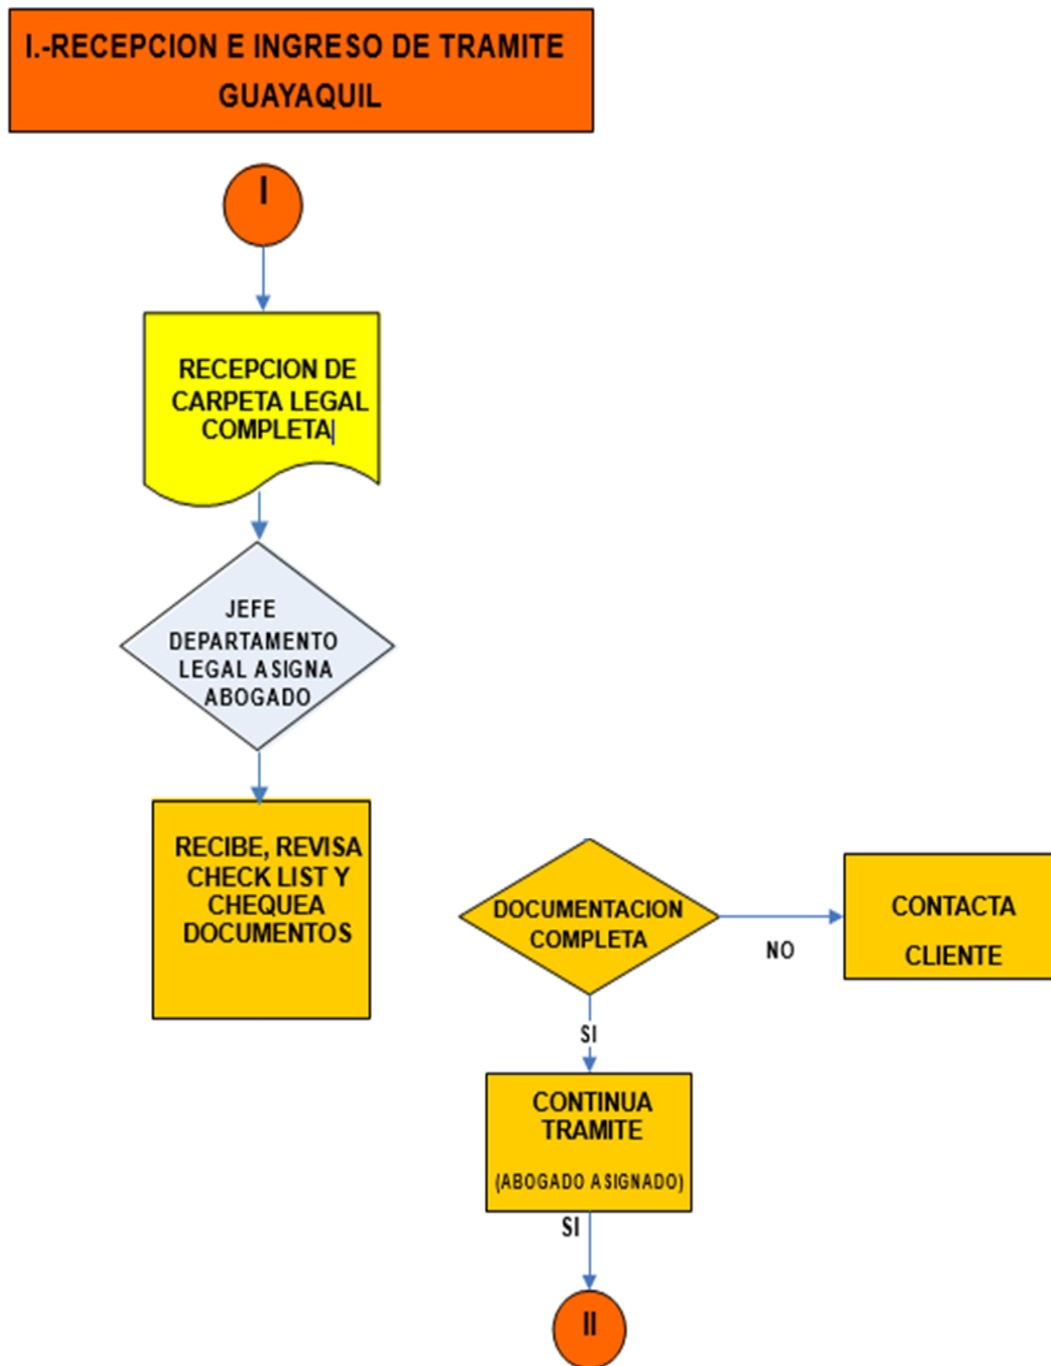 I.-RECEPCION E INGRESO DE TRAMITE
GUAYAQUIL
I
RECEPCION DE
CARPETA LEGAL
COMPLETA
JEFE
DEPARTAMENTO
LEGAL ASIGNA
ABOGADO
RECIBE, REVISA
CHECK LIST Y
CHEQUEA
DOCUMENTOS
DOCUMENTACION
COMPLETA
NO
CONTACTA
CLIENTE
SI
CONTINUA
TRAMITE
(ABOGADO ASIGNADO)
SI
II